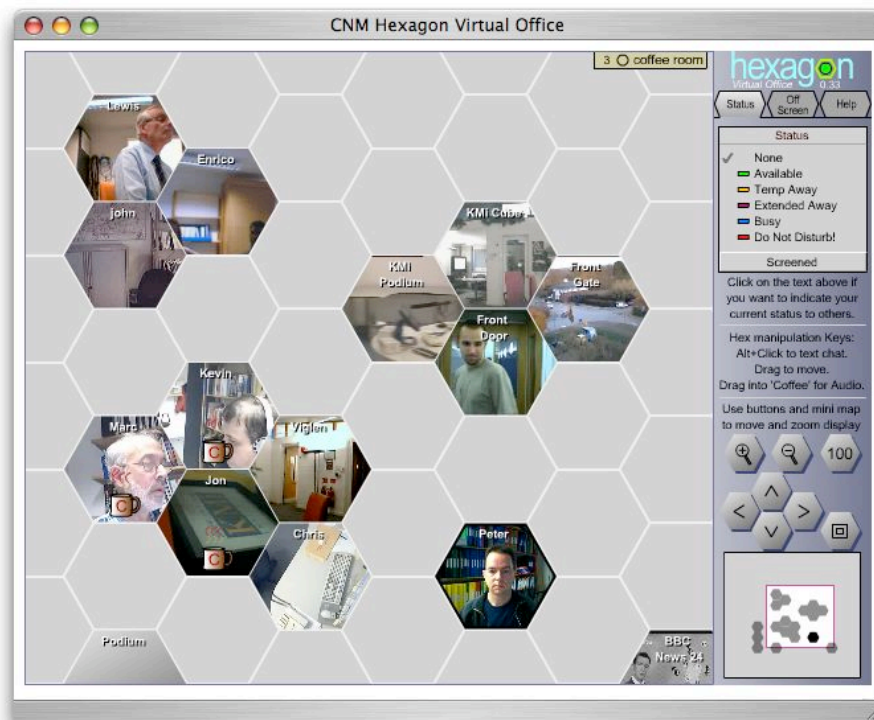 CNM Hexagon Virtual Office
3 coffee room
hexagon
Virtual Office 0.33
Status
Off
Screen
Help
Status
None
Available
Temp Away
Extended Away
Busy
Do Not Disturb!
Screened
Click on the text above if
you want to indicate your
current status to others.
Hex manipulation Keys:
Alt+Click to text chat.
Drag to move.
Drag into 'Coffee' for Audio.
Use buttons and mini map
to move and zoom display
100
Lewis
Enrico
john
KMi Cube
KMi
Podium
Front
Gate
Front
Door
Kevin
Marc
Viglen
C
C
Jon
C
Chris
Peter
Podium
BBC
News 24